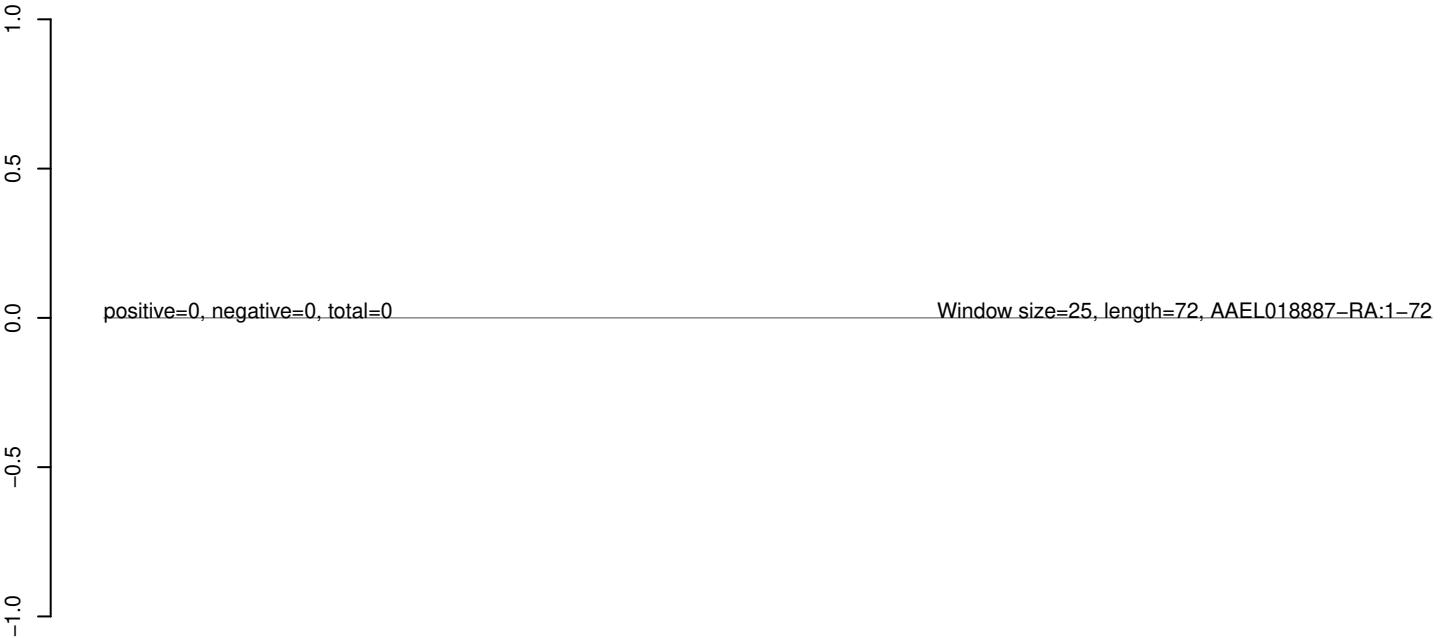 1.0
0.5
0.0
−0.5
−1.0
positive=0, negative=0, total=0
Window size=25, length=72, AAEL018887−RA:1−72